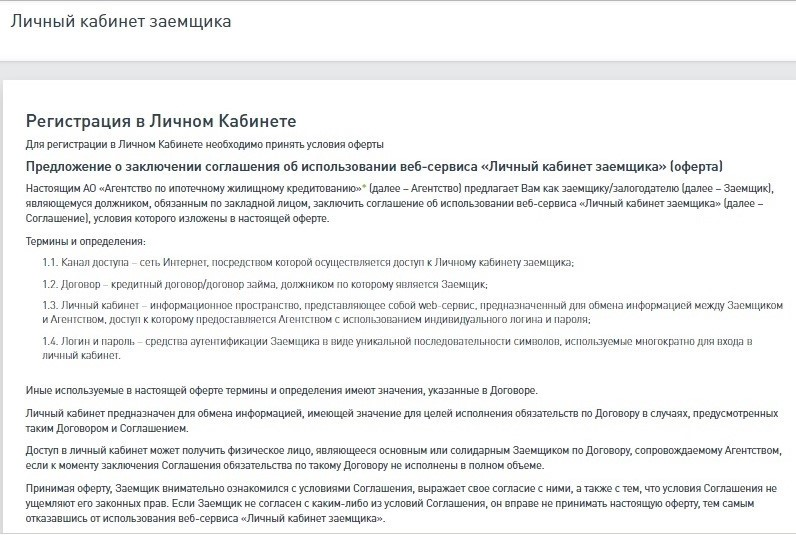 Личный кабинет заемщика
Регистрация в Личном Кабинете
Для регистрации в Личном Кабинете необходимо принять условия оферты
Предложение о заключении соглашения об использовании веб-сервиса «Личный кабинет заемщика» (оферта)
Настоящим АО «Агентство по ипотечному жилищному кредитованию»* (далее – Агентство) предлагает Вам как заемщику/залогодателю (далее – Заемщик),
являющемуся должником, обязанным по закладной лицом, заключить соглашение об использовании веб-сервиса «Личный кабинет заемщика» (далее –
Соглашение), условия которого изложены в настоящей оферте.
Термины и определения:
1.1. Канал доступа – сеть Интернет, посредством которой осуществляется доступ к Личному кабинету заемщика;
1.2. Договор – кредитный договор/договор займа, должником по которому является Заемщик;
1.3. Личный кабинет – информационное пространство, представляющее собой web-сервис, предназначенный для обмена информацией между Заемщиком
и Агентством, доступ к которому предоставляется Агентством с использованием индивидуального логина и пароля;
1.4. Логин и пароль – средства аутентификации Заемщика в виде уникальной последовательности символов, используемые многократно для входа в
личный кабинет.
Иные используемые в настоящей оферте термины и определения имеют значения, указанные в Договоре.
Личный кабинет предназначен для обмена информацией, имеющей значение для целей исполнения обязательств по Договору в случаях, предусмотренных
таким Договором и Соглашением.
Доступ в личный кабинет может получить физическое лицо, являющееся основным или солидарным Заемщиком по Договору, сопровождаемому Агентством,
если к моменту заключения Соглашения обязательства по такому Договору не исполнены в полном объеме.
Принимая оферту, Заемщик внимательно ознакомился с условиями Соглашения, выражает свое согласие с ними, а также с тем, что условия Соглашения не
ущемляют его законных прав. Если Заемщик не согласен с каким-либо из условий Соглашения, он вправе не принимать настоящую оферту, тем самым
отказавшись от использования веб-сервиса «Личный кабинет заемщика».